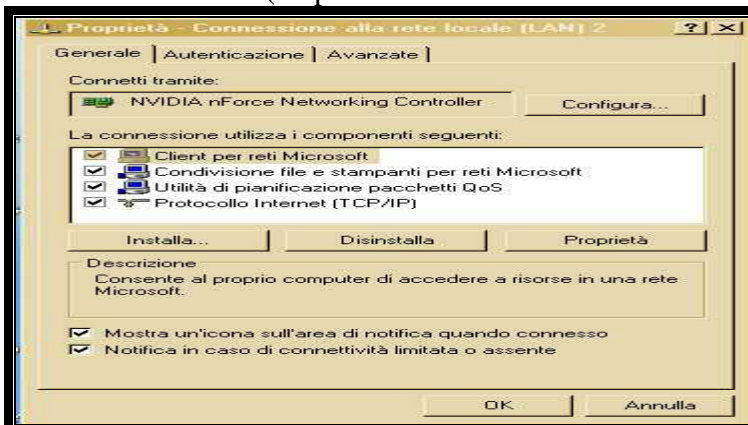 Proprietà - Connessione alla rete locale (LAN) 2
Generale Autenticazione Avanzate
Connetti tramite:
NVIDIA nForce Networking Controller Configura...
La connessione utilizza i componenti seguenti:
Client per reti Microsoft
Condivisione file e stampanti per reti Microsoft
Utilità di pianificazione pacchetti QoS
Protocollo Internet (TCP/IP)
Installa... Disinstalla Proprietà
Descrizione
Consente al proprio computer di accedere a risorse in una rete
Microsoft.
Mostra un'icona sull'area di notifica quando connesso
Notifica in caso di connettività limitata o assente
OK Annulla